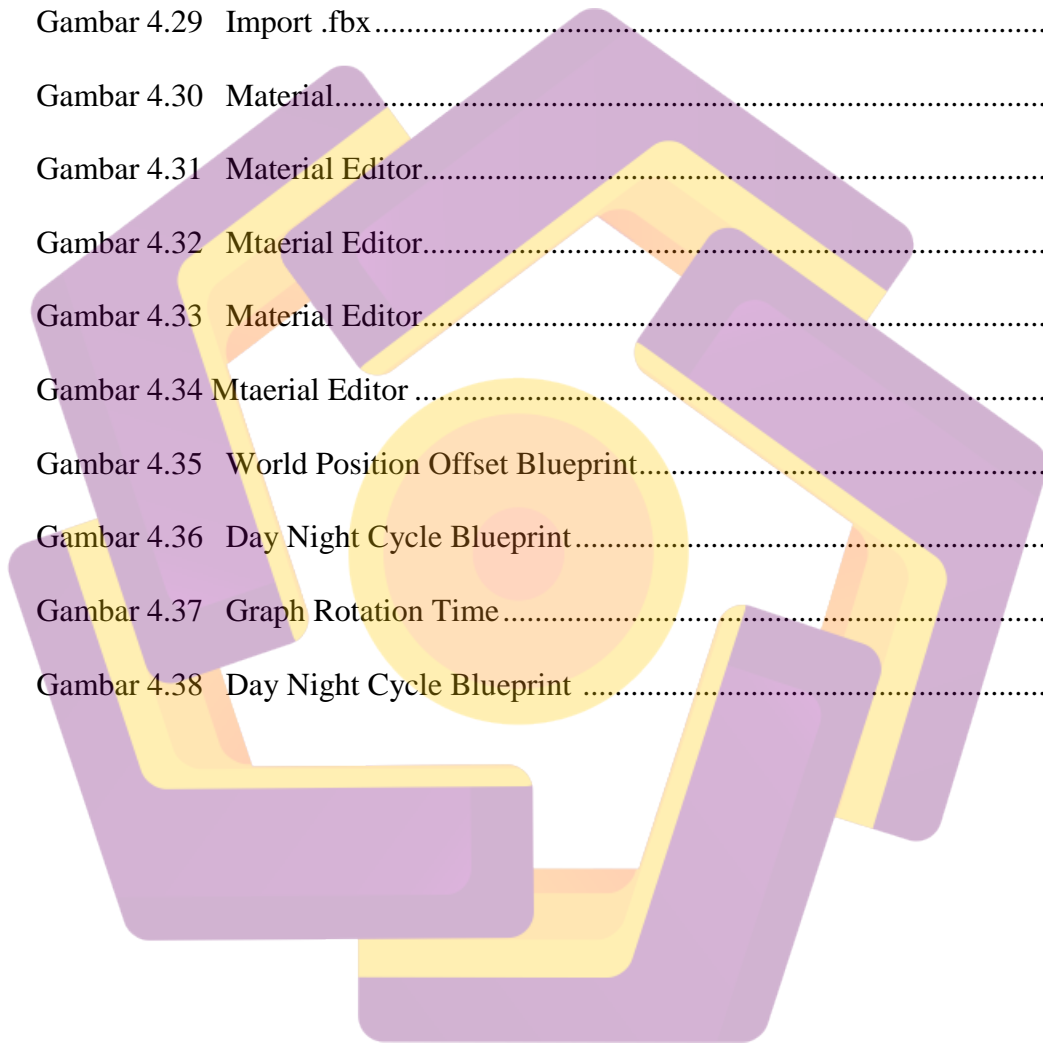 Gambar 4.29 Import .fbx....................................................................................................
Gambar 4.30 Material.........................................................................................................
Gambar 4.31 Material Editor..............................................................................................
Gambar 4.32 Mtaerial Editor..............................................................................................
Gambar 4.33 Material Editor..............................................................................................
Gambar 4.34 Mtaerial Editor ...............................................................................................
Gambar 4.35 World Position Offset Blueprint.............................................................
Gambar 4.36 Day Night Cycle Blueprint.....................................................................
Gambar 4.37 Graph Rotation Time..............................................................................
Gambar 4.38 Day Night Cycle Blueprint ....................................................................